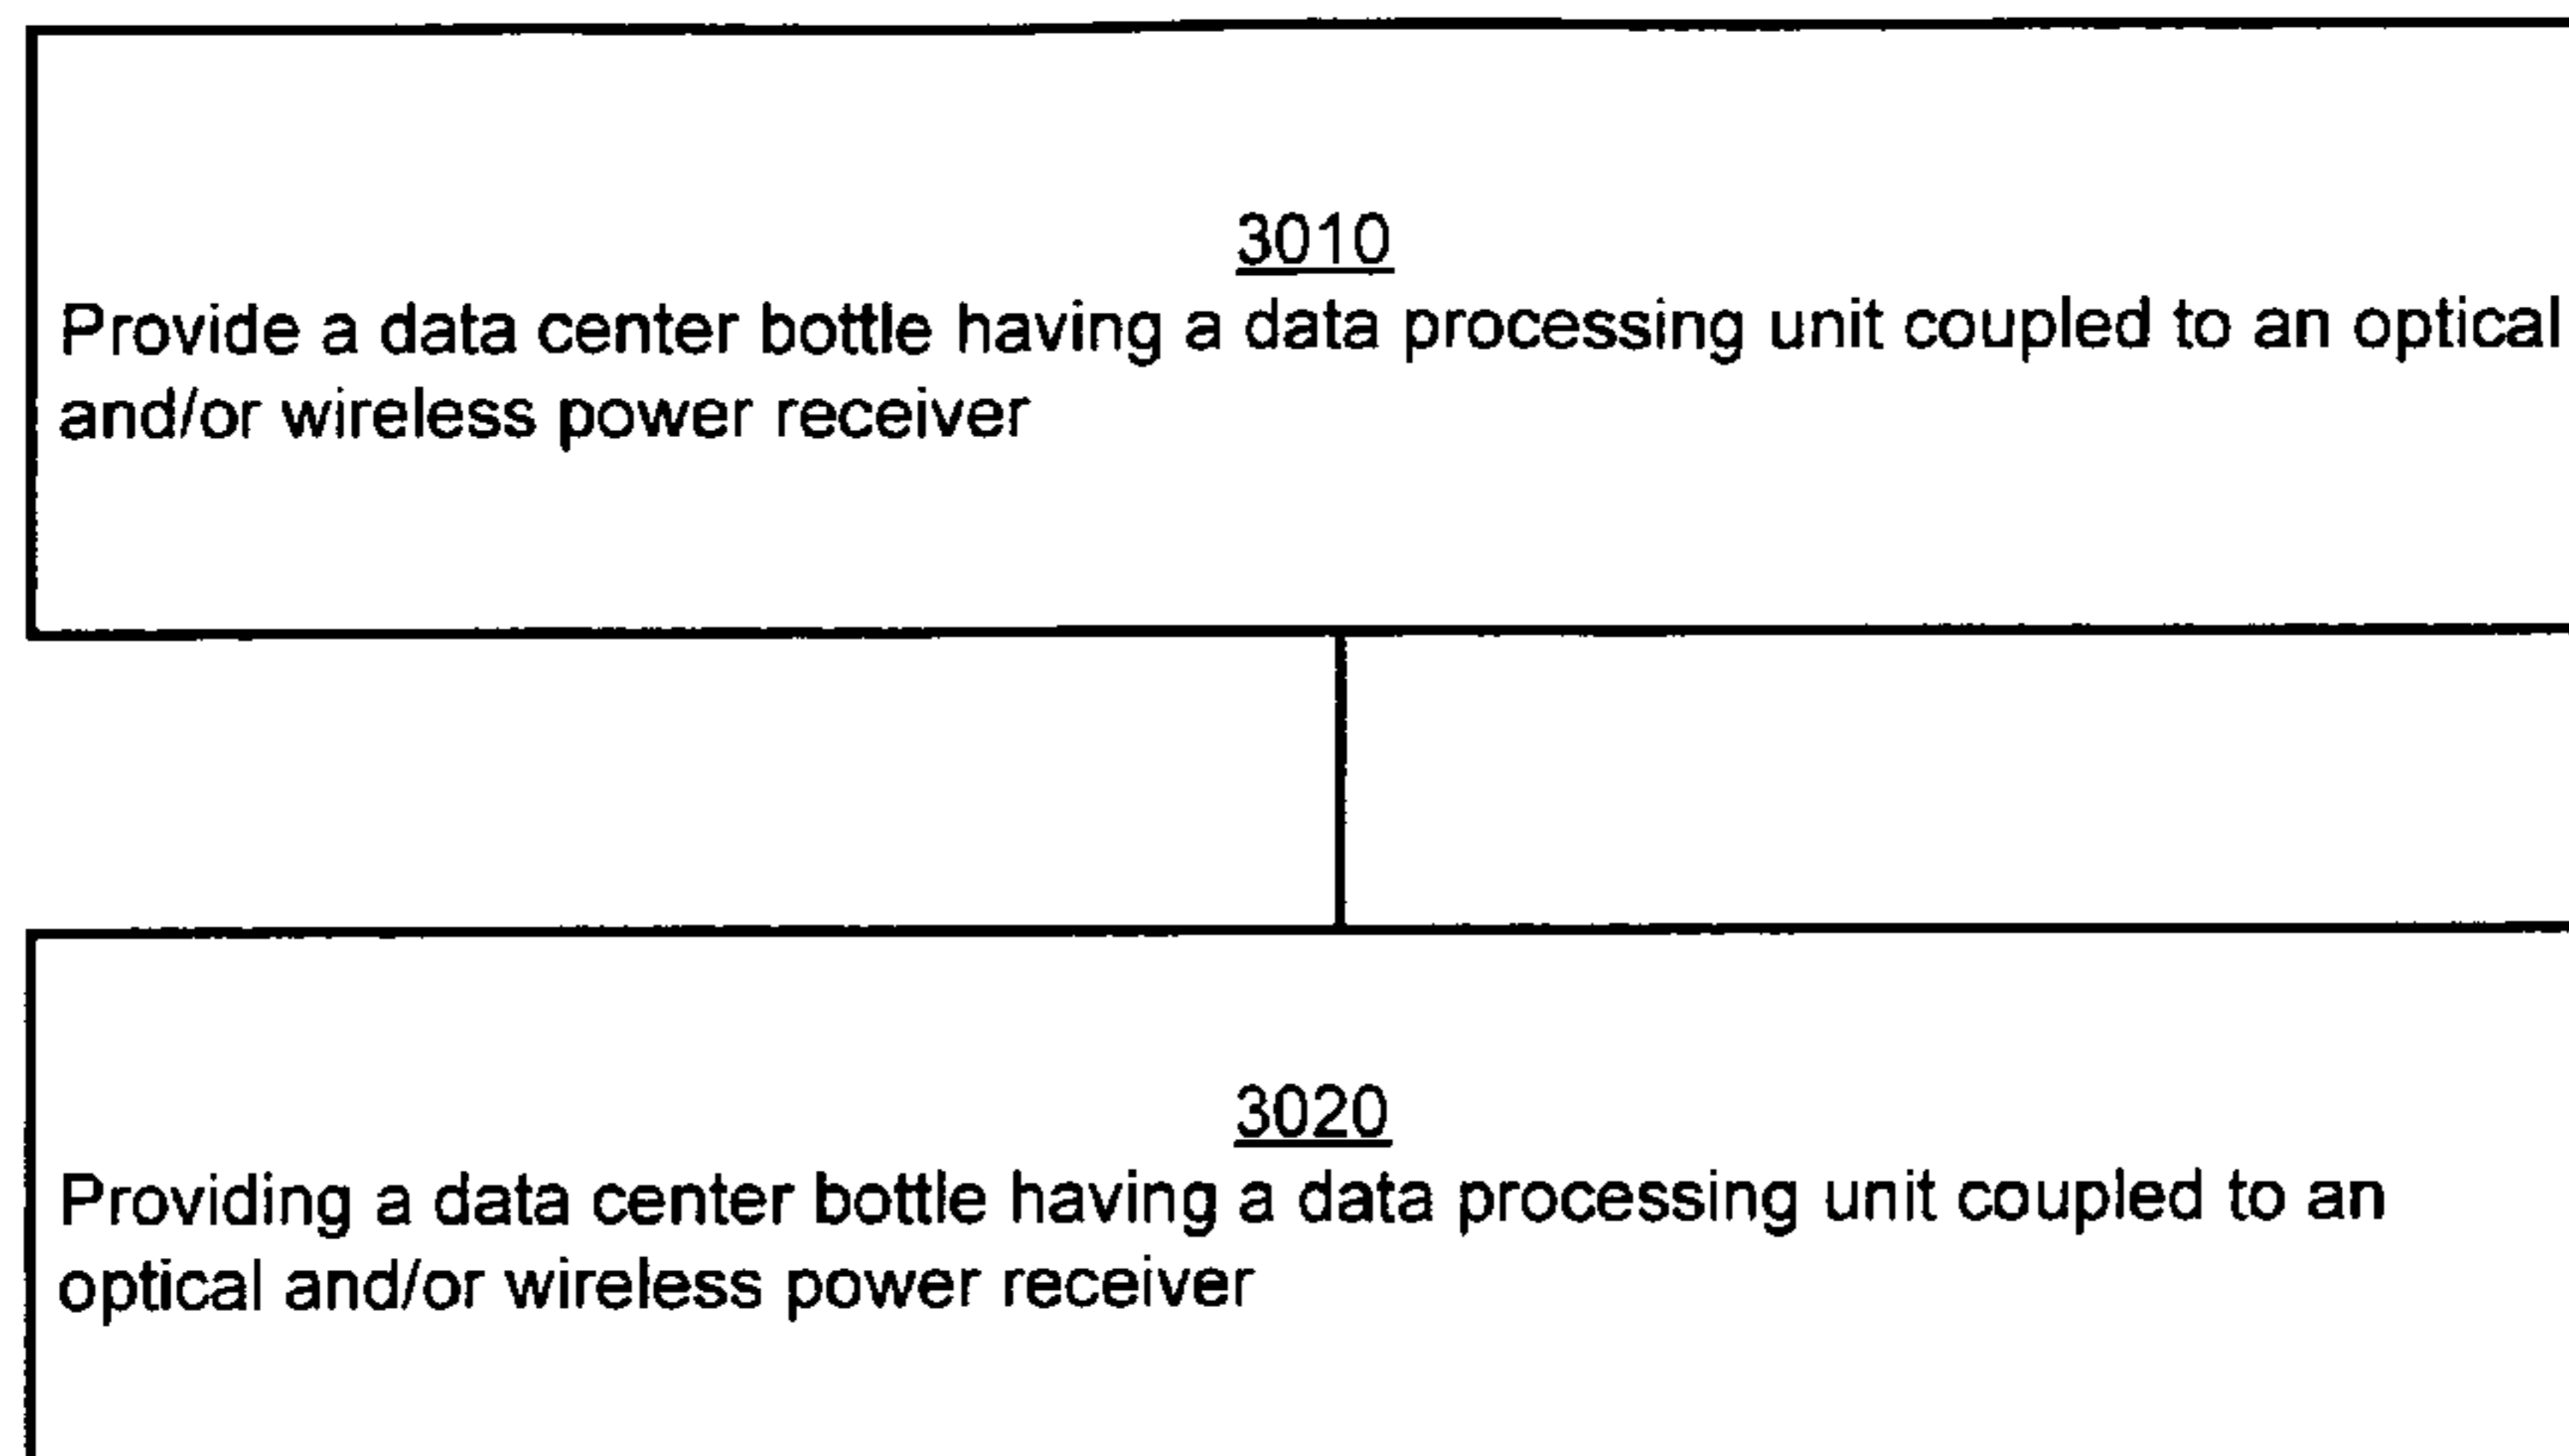 3010
Provide a data center bottle having a data processing unit coupled to an optical
and/or wireless power receiver
3020
Providing a data center bottle having a data processing unit coupled to an
optical and/or wireless power receiver